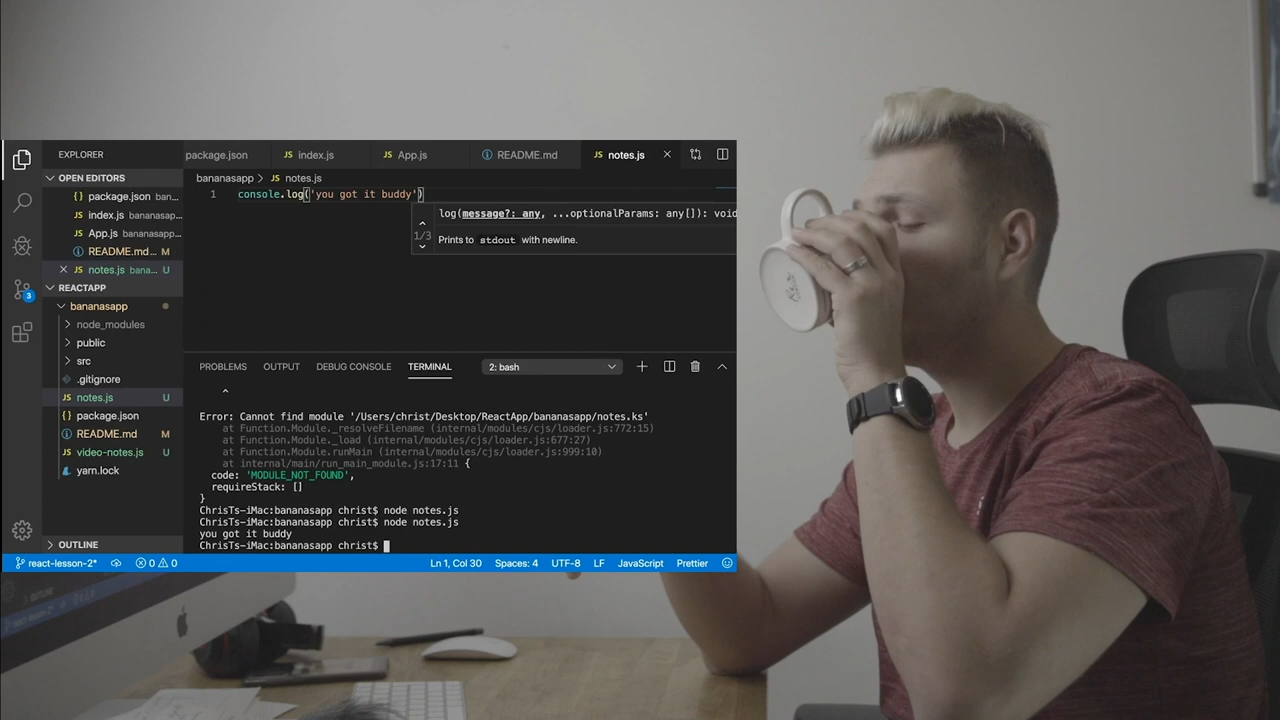 EXPLORER
OPEN EDITORS
package.json ban...
index.js bananasapp...
App.js bananasapp...
README.md... M
notes.js bana... U
REACTAPP
bananasapp
node_modules
public
src
.gitignore
notes.js U
package.json
README.md M
video-notes.js U
yarn.lock
OUTLINE
3
package.json JS index.js JS App.js README.md JS notes.js
bananasapp > JS notes.js
1 console.log('you got it buddy')
log(message?: any, ...optionalParams: any[]): void
1/3
Prints to stdout with newline.
PROBLEMS OUTPUT DEBUG CONSOLE TERMINAL 2: bash
^
Error: Cannot find module '/Users/christ/Desktop/ReactApp/bananasapp/notes.ks'
at Function.Module._resolveFilename (internal/modules/cjs/loader.js:772:15)
at Function.Module._load (internal/modules/cjs/loader.js:677:27)
at Function.Module.runMain (internal/modules/cjs/loader.js:999:10)
at internal/main/run_main_module.js:17:11 {
code: 'MODULE_NOT_FOUND',
requireStack: []
}
ChrisTs-iMac:bananasapp christ$ node notes.js
ChrisTs-iMac:bananasapp christ$ node notes.js
you got it buddy
ChrisTs-iMac:bananasapp christ$
react-lesson-2* 0 0 Ln 1, Col 30 Spaces: 4 UTF-8 LF JavaScript Prettier
OUTLINE